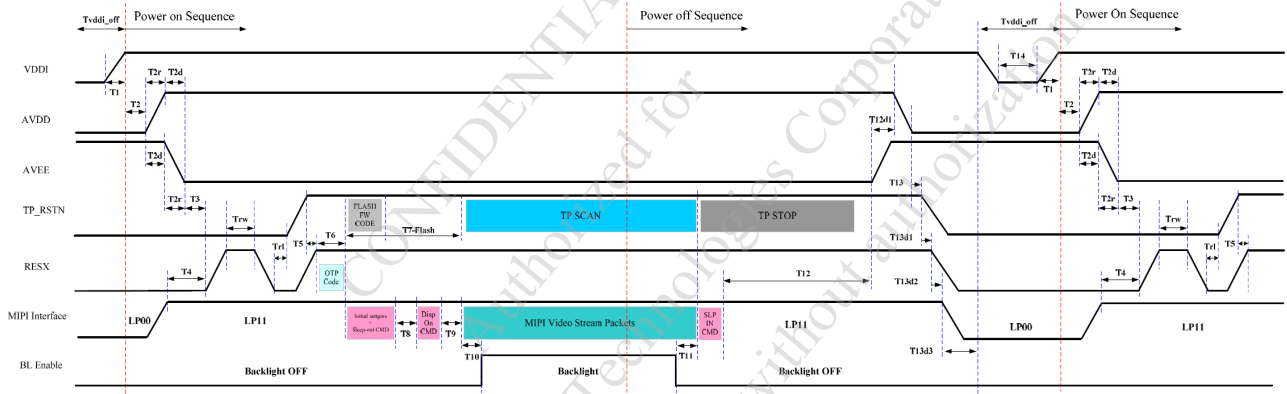 Tvddi_off
Power on Sequence
Power off Sequence
Tvddi_off
Power On Sequence
VDDI
T1
T2r
T2d
T14
T1
T2r
T2d
AVDD
T2
T12d1
T2
AVEE
T2d
T2r
T3
T13
T2d
T2r
T3
TP_RSTN
FLASH
FW
CODE
TP SCAN
TP STOP
Trw
T5
T6
T7-Flash
T13d1
Trw
T5
RESX
T4
Trl
OTP
Code
T12
T13d2
T4
Trl
MIPI Interface
LP00
LP11
Initial settgins
+
Sleep-out CMD
T8
Disp
On
CMD
T9
MIPI Video Stream Packets
SLP
IN
CMD
LP11
LP00
LP11
T10
T11
T13d3
BL Enable
Backlight OFF
Backlight
Backlight OFF
CONFIDENTIAL
Authorized for
Technologies Corporation
without authorization